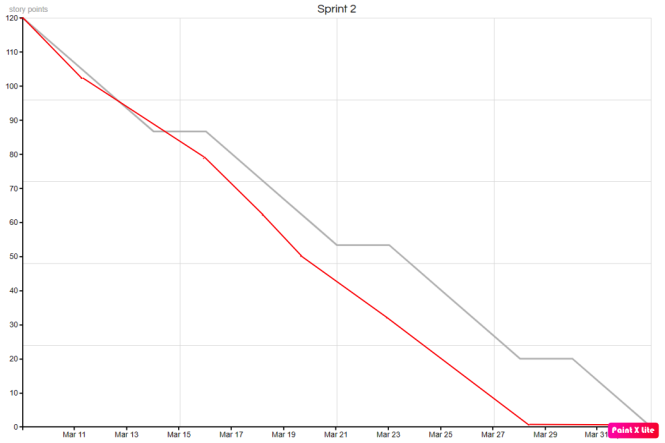 story points
Sprint 2
120
110
100
90
80
70
60
50
40
30
20
10
0
Mar 11
Mar 13
Mar 15
Mar 17
Mar 19
Mar 21
Mar 23
Mar 25
Mar 27
Mar 29
Mar 31
Paint X Lite